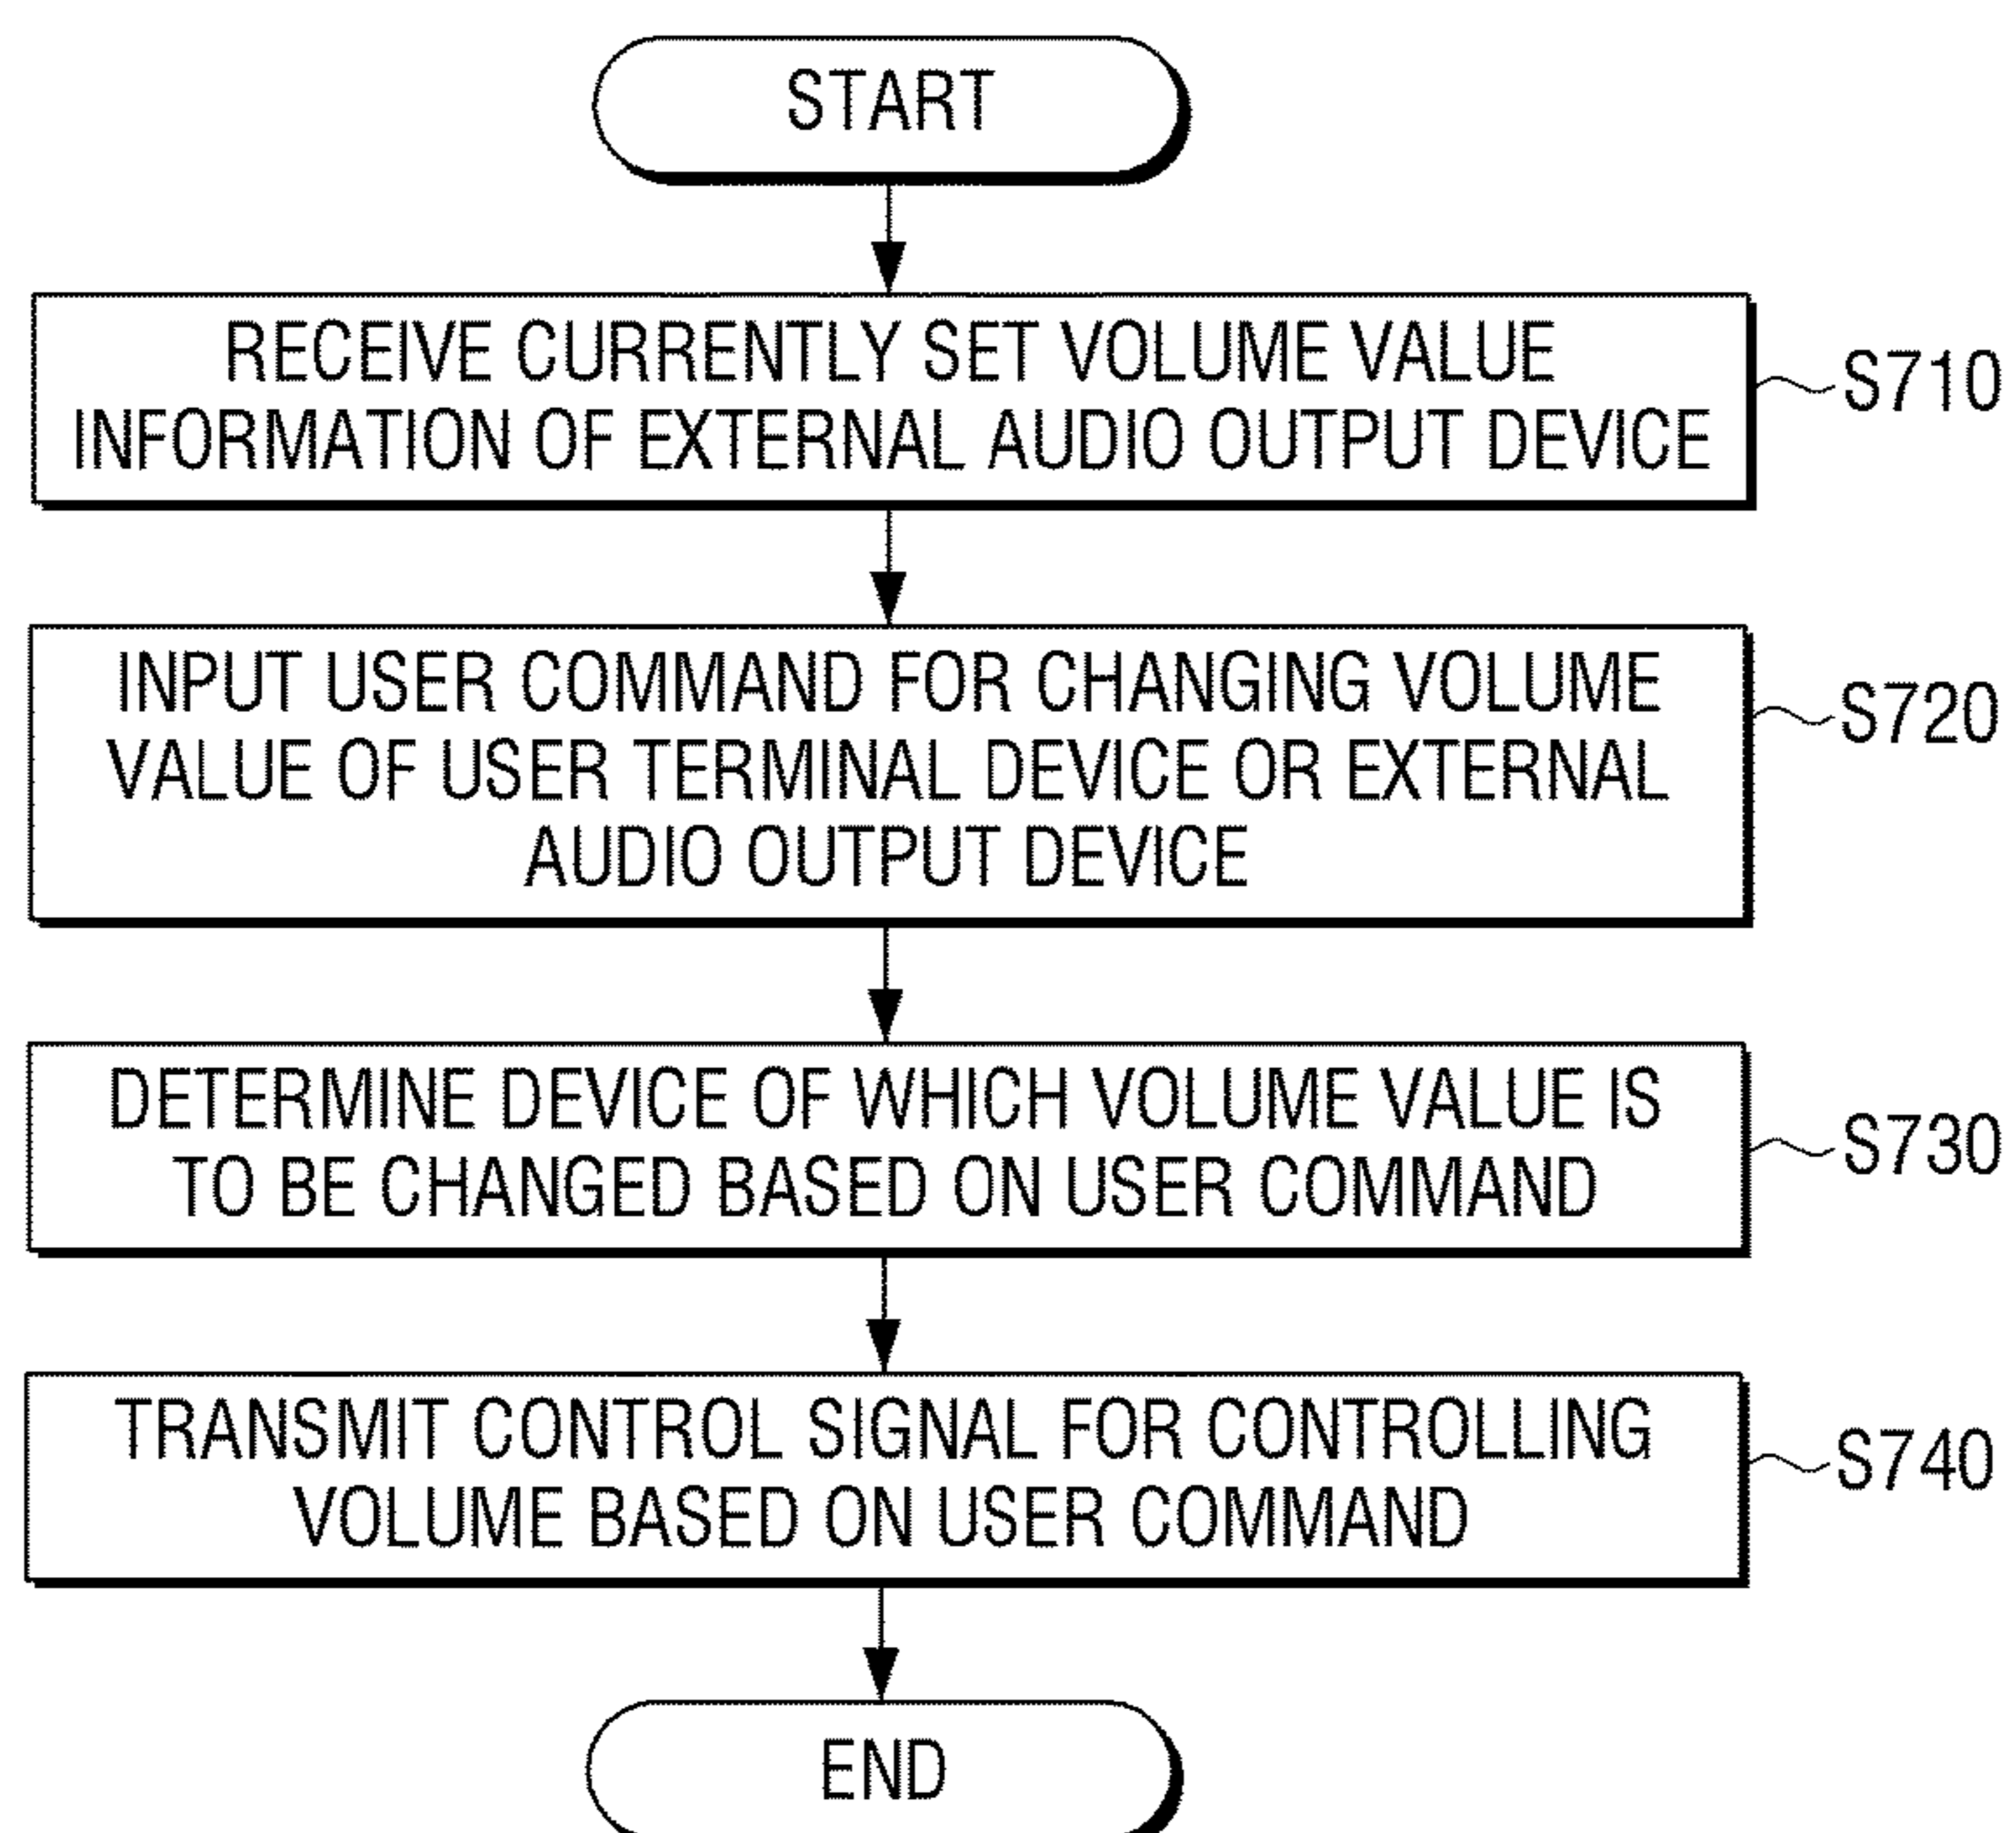 START
RECEIVE CURRENTLY SET VOLUME VALUE
INFORMATION OF EXTERNAL AUDIO OUTPUT DEVICE
S710
INPUT USER COMMAND FOR CHANGING VOLUME
VALUE OF USER TERMINAL DEVICE OR EXTERNAL
AUDIO OUTPUT DEVICE
S720
DETERMINE DEVICE OF WHICH VOLUME VALUE IS
TO BE CHANGED BASED ON USER COMMAND
S730
TRANSMIT CONTROL SIGNAL FOR CONTROLLING
VOLUME BASED ON USER COMMAND
S740
END